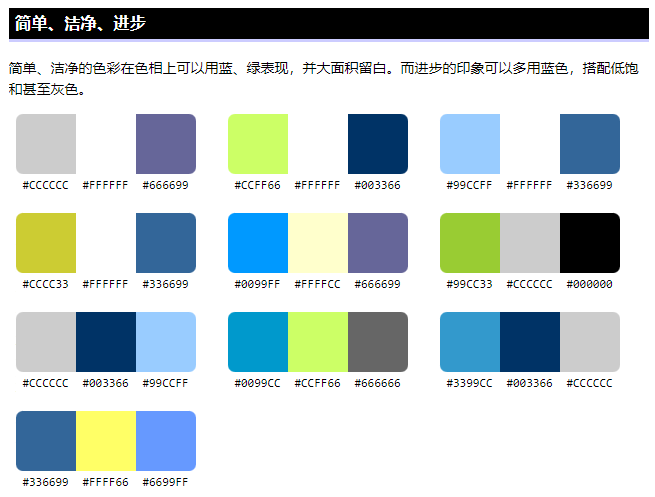 简单、洁净、进步
简单、洁净的色彩在色相上可以用蓝、绿表现，并大面积留白。而进步的印象可以多用蓝色，搭配低饱
和甚至灰色。
#CCCCCC #FFFFFF #666699 #CCFF66 #FFFFFF #003366 #99CCFF #FFFFFF #336699
#CCCC33 #FFFFFF #336699 #0099FF #FFFFCC #666699 #99CC33 #CCCCCC #000000
#CCCCCC #003366 #99CCFF #0099CC #CCFF66 #666666 #3399CC #003366 #CCCCCC
#336699 #FFFF66 #6699FF